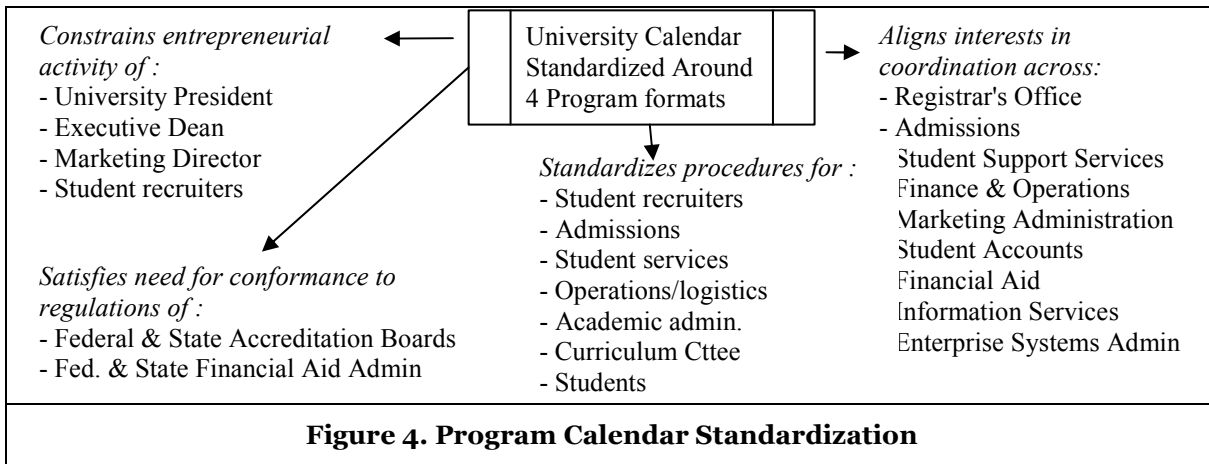 Constrains entrepreneurial
activity of :
- University President
- Executive Dean
- Marketing Director
- Student recruiters
Satisfies need for conformance to
regulations of :
- Federal & State Accreditation Boards
- Fed. & State Financial Aid Admin
University Calendar
Standardized Around
4 Program formats
Standardizes procedures for :
- Student recruiters
- Admissions
- Student services
- Operations/logistics
- Academic admin.
- Curriculum Cttee
- Students
Aligns interests in
coordination across:
- Registrar's Office
- Admissions
Student Support Services
Finance & Operations
Marketing Administration
Student Accounts
Financial Aid
Information Services
Enterprise Systems Admin
Figure 4. Program Calendar Standardization